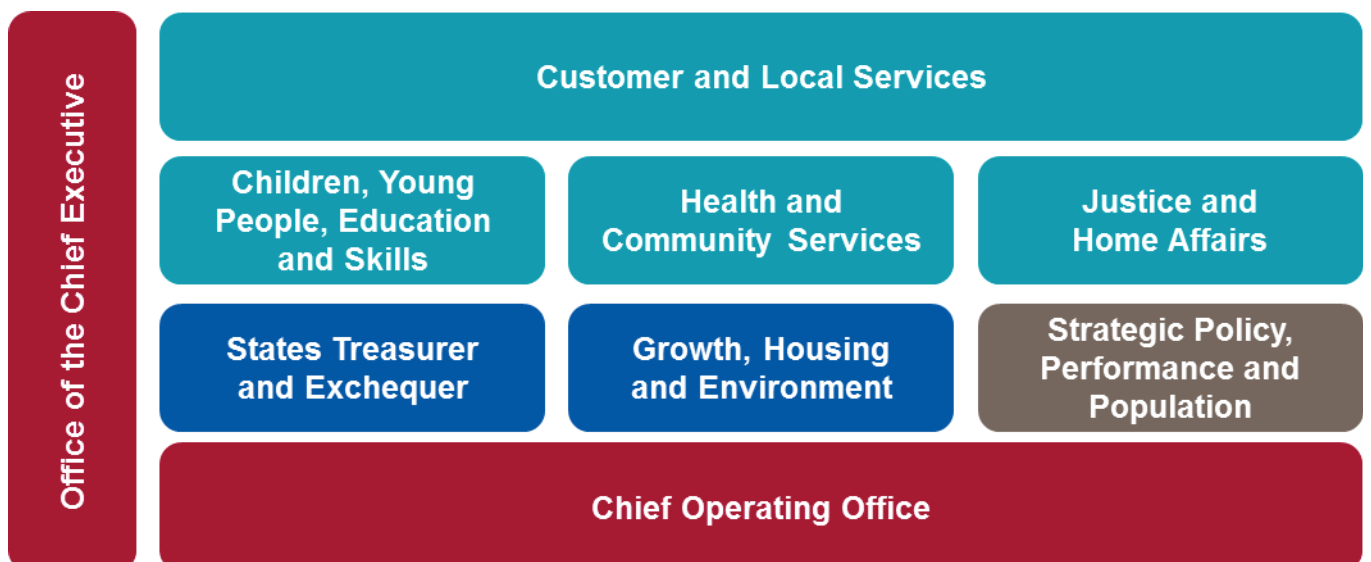 Office of the Chief Executive
Customer and Local Services
Children, Young
People, Education
and Skills
Health and
Community Services
Justice and
Home Affairs
States Treasurer
and Exchequer
Growth, Housing
and Environment
Strategic Policy,
Performance and
Population
Chief Operating Office